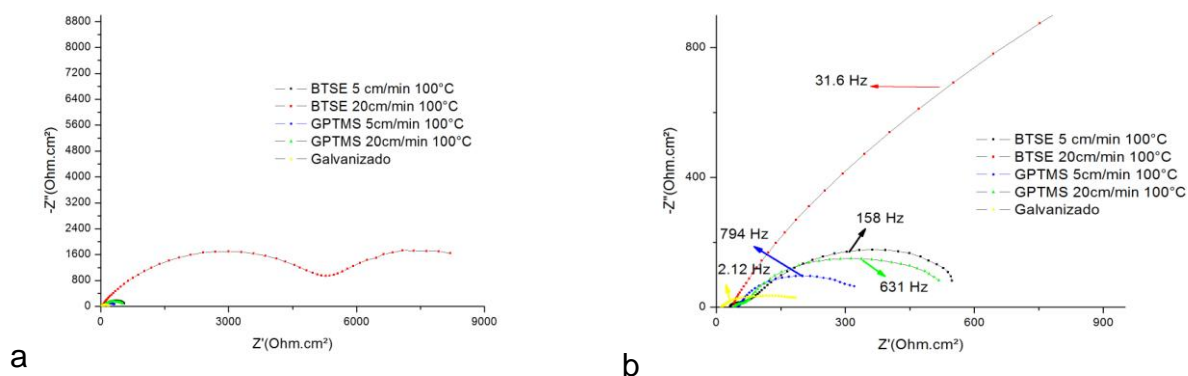 8800
8000
7200
6400
5600
4800
4000
3200
2400
1600
800
0
-Z"(Ohm.cm²)
BTSE 5 cm/min 100°C
BTSE 20cm/min 100°C
GPTMS 5cm/min 100°C
GPTMS 20cm/min 100°C
Galvanizado
0 3000 6000 9000
Z'(Ohm.cm²)
a
800
400
0
-Z"(Ohm.cm²)
31.6 Hz
BTSE 5 cm/min 100°C
BTSE 20cm/min 100°C
GPTMS 5cm/min 100°C
GPTMS 20cm/min 100°C
Galvanizado
158 Hz
794 Hz
2.12 Hz
631 Hz
0 300 600 900
Z'(Ohm.cm²)
b